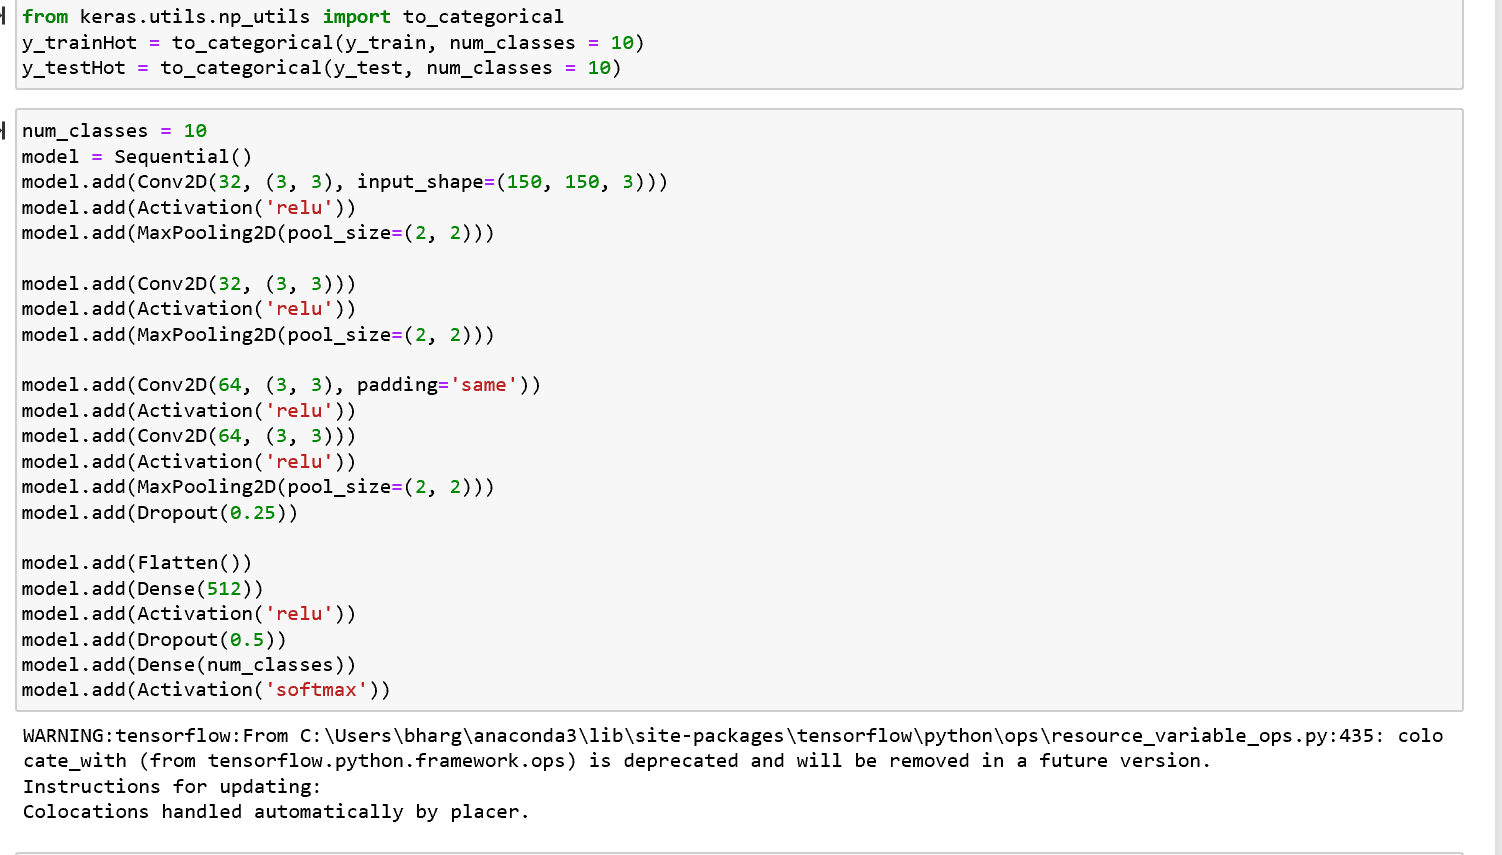 from keras.utils.np_utils import to_categorical
y_trainHot = to_categorical(y_train, num_classes = 10)
y_testHot = to_categorical(y_test, num_classes = 10)
num_classes = 10
model = Sequential()
model.add(Conv2D(32, (3, 3), input_shape=(150, 150, 3)))
model.add(Activation('relu'))
model.add(MaxPooling2D(pool_size=(2, 2)))
model.add(Conv2D(32, (3, 3)))
model.add(Activation('relu'))
model.add(MaxPooling2D(pool_size=(2, 2)))
model.add(Conv2D(64, (3, 3), padding='same'))
model.add(Activation('relu'))
model.add(Conv2D(64, (3, 3)))
model.add(Activation('relu'))
model.add(MaxPooling2D(pool_size=(2, 2)))
model.add(Dropout(0.25))
model.add(Flatten())
model.add(Dense(512))
model.add(Activation('relu'))
model.add(Dropout(0.5))
model.add(Dense(num_classes))
model.add(Activation('softmax'))
WARNING:tensorflow:From C:\Users\bharg\anaconda3\lib\site-packages\tensorflow\python\ops\resource_variable_ops.py:435: colo
cate_with (from tensorflow.python.framework.ops) is deprecated and will be removed in a future version.
Instructions for updating:
Colocations handled automatically by placer.